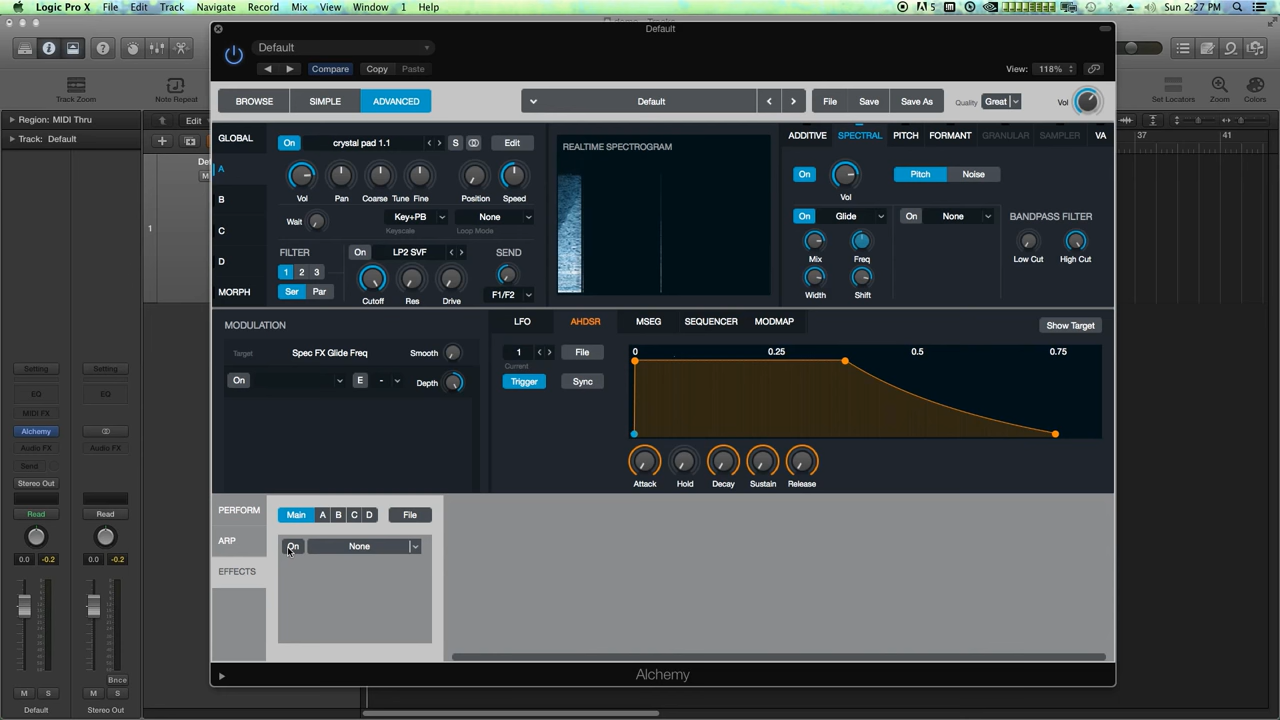 Logic Pro X File Edit Track Navigate Record Mix View Window 1 Help
5 Sun 2:27 PM
Default
Default
Compare Copy Paste
View: 118%
Track Zoom Note Repeat
Set Locators Zoom Colors
BROWSE SIMPLE ADVANCED
Default
File Save Save As Quality Great Vol
Region: MIDI Thru
Edit
Track: Default
37 41
GLOBAL
A
B
C
D
MORPH
On crystal pad 1.1 S Edit
Vol Pan Coarse Tune Fine Position Speed
Wait Key+PB None
Keyscale Loop Mode
FILTER On LP2 SVF SEND
1 2 3
Ser Par
Cutoff Res Drive F1/F2
REALTIME SPECTROGRAM
ADDITIVE SPECTRAL PITCH FORMANT GRANULAR SAMPLER VA
On Pitch Noise
Vol
On Glide On None BANDPASS FILTER
Mix Freq Low Cut High Cut
Width Shift
De
M
1
MODULATION
Target Spec FX Glide Freq Smooth
On E - Depth
LFO AHDSR MSEG SEQUENCER MODMAP Show Target
1 File
Current
Trigger Sync
0 0.25 0.5 0.75
Attack Hold Decay Sustain Release
Setting Setting
EQ EQ
MIDI FX
Alchemy
Audio FX Audio FX
Send
Stereo Out
Read Read
0.0 -0.2 0.0 -0.2
Bnce
M S M S
Default Stereo Out
PERFORM
ARP
EFFECTS
Main A B C D File
On None
Alchemy